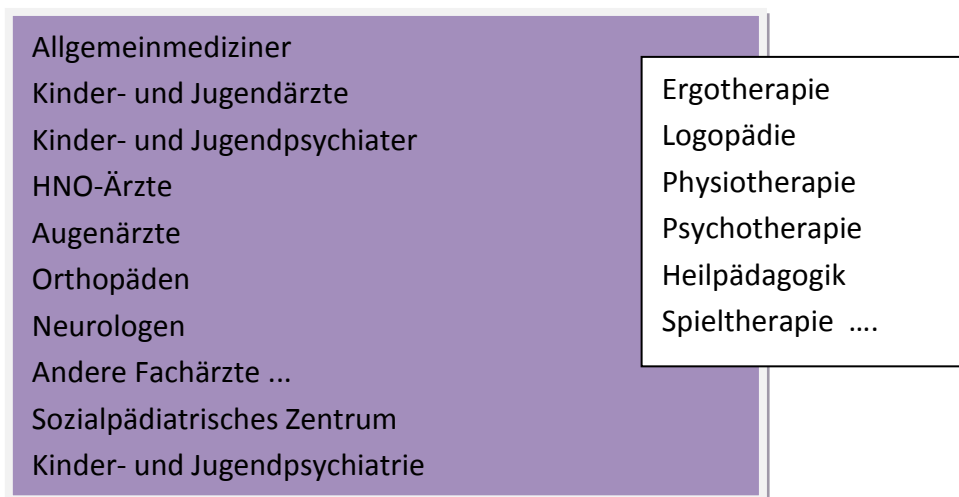 Allgemeinmediziner
Kinder- und Jugendärzte
Kinder- und Jugendpsychiater
HNO-Ärzte
Augenärzte
Orthopäden
Neurologen
Andere Fachärzte ...
Sozialpädiatrisches Zentrum
Kinder- und Jugendpsychiatrie
Ergotherapie
Logopädie
Physiotherapie
Psychotherapie
Heilpädagogik
Spieltherapie ....